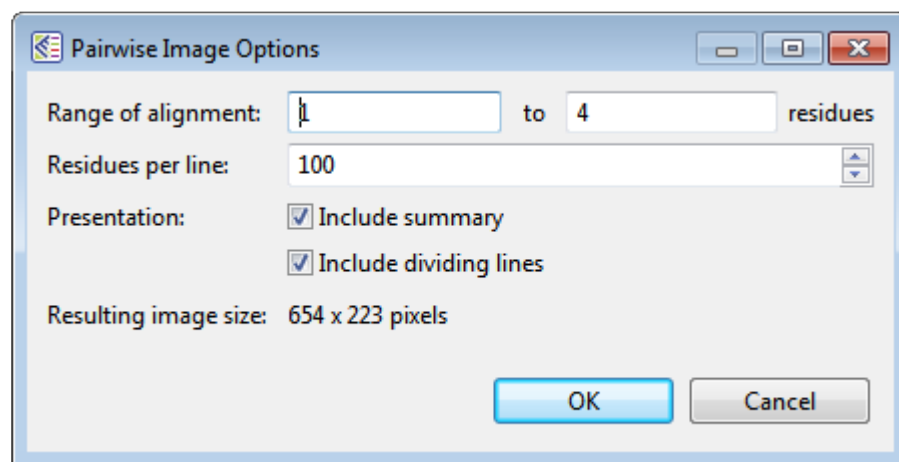 Pairwise Image Options
Range of alignment: 1 to 4 residues
Residues per line: 100
Presentation: Include summary
Include dividing lines
Resulting image size: 654 x 223 pixels
OK Cancel